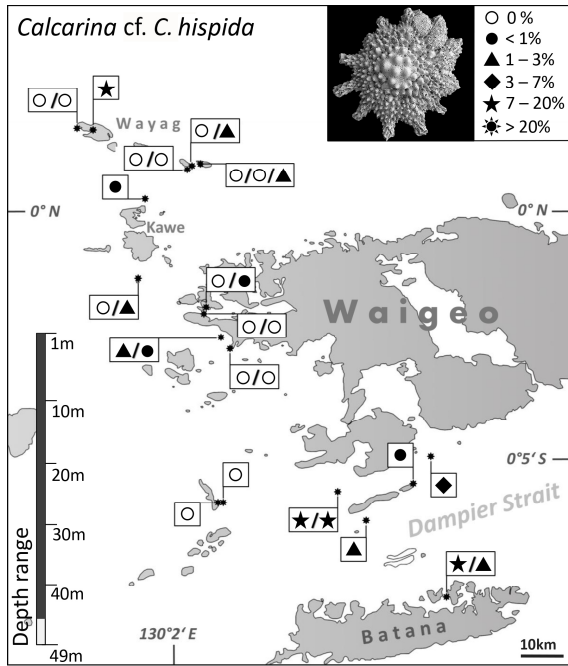 Calcarina cf. C. hispida
0 %
< 1%
1 – 3%
3 – 7%
7 – 20%
> 20%
Wayag
0° N
0° N
Kawe
Waigeo
1m
10m
20m
30m
40m
49m
Depth range
0°5‘ S
Dampier Strait
Batana
130°2‘ E
10km